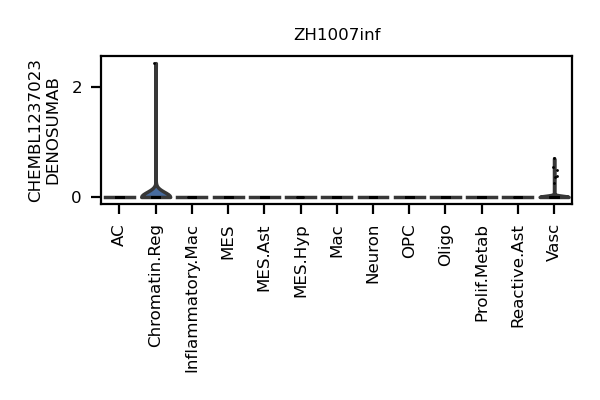 ZH1007inf
CHEMBL1237023
DENOSUMAB
2
0
AC
Chromatin.Reg
Inflammatory.Mac
MES
MES.Ast
MES.Hyp
Mac
Neuron
OPC
Oligo
Prolif.Metab
Reactive.Ast
Vasc